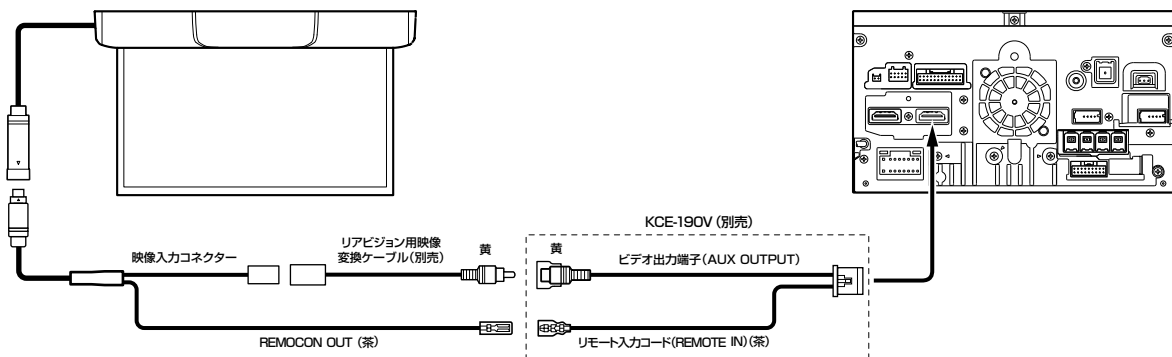 KCE-190V (別売)
リアビジョン用映像
変換ケーブル(別売)
黄
黄
映像入力コネクター
ビデオ出力端子(AUX OUTPUT)
REMOCON OUT (茶)
リモート入力コード(REMOTE IN)(茶)